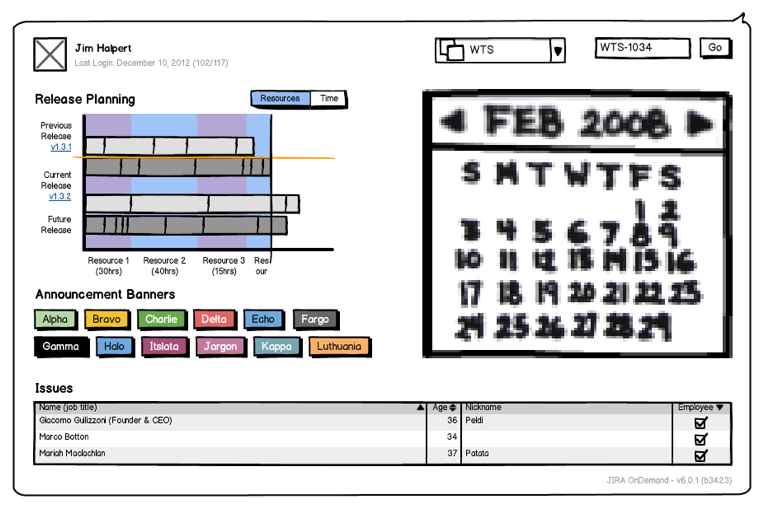 Jim Halpert
Last Login: December 10, 2012 (102/117)
WTS
WTS-1034
Go
Release Planning
Resources
Time
Previous
Release
v1.3.1
Current
Release
v1.3.2
Future
Release
Resource 1
(30hrs)
Resource 2
(40hrs)
Resource 3
(15hrs)
Res
our
FEB 2008
S M T W T F S
1 2
3 4 5 6 7 8 9
10 11 12 13 14 15 16
17 18 19 20 21 22 23
24 25 26 27 28 29
Announcement Banners
Alpha
Bravo
Charlie
Delta
Echo
Fargo
Gamma
Halo
Itslata
Jargon
Kappa
Luthuania
Issues
Name (job title)
Age
Nickname
Employee
Giacomo Guilizzoni (Founder & CEO) 36 Peldi
Marco Botton 34
Mariah Maclachlan 37 Patata
JIRA OnDemand - v6.0.1 (b3423)